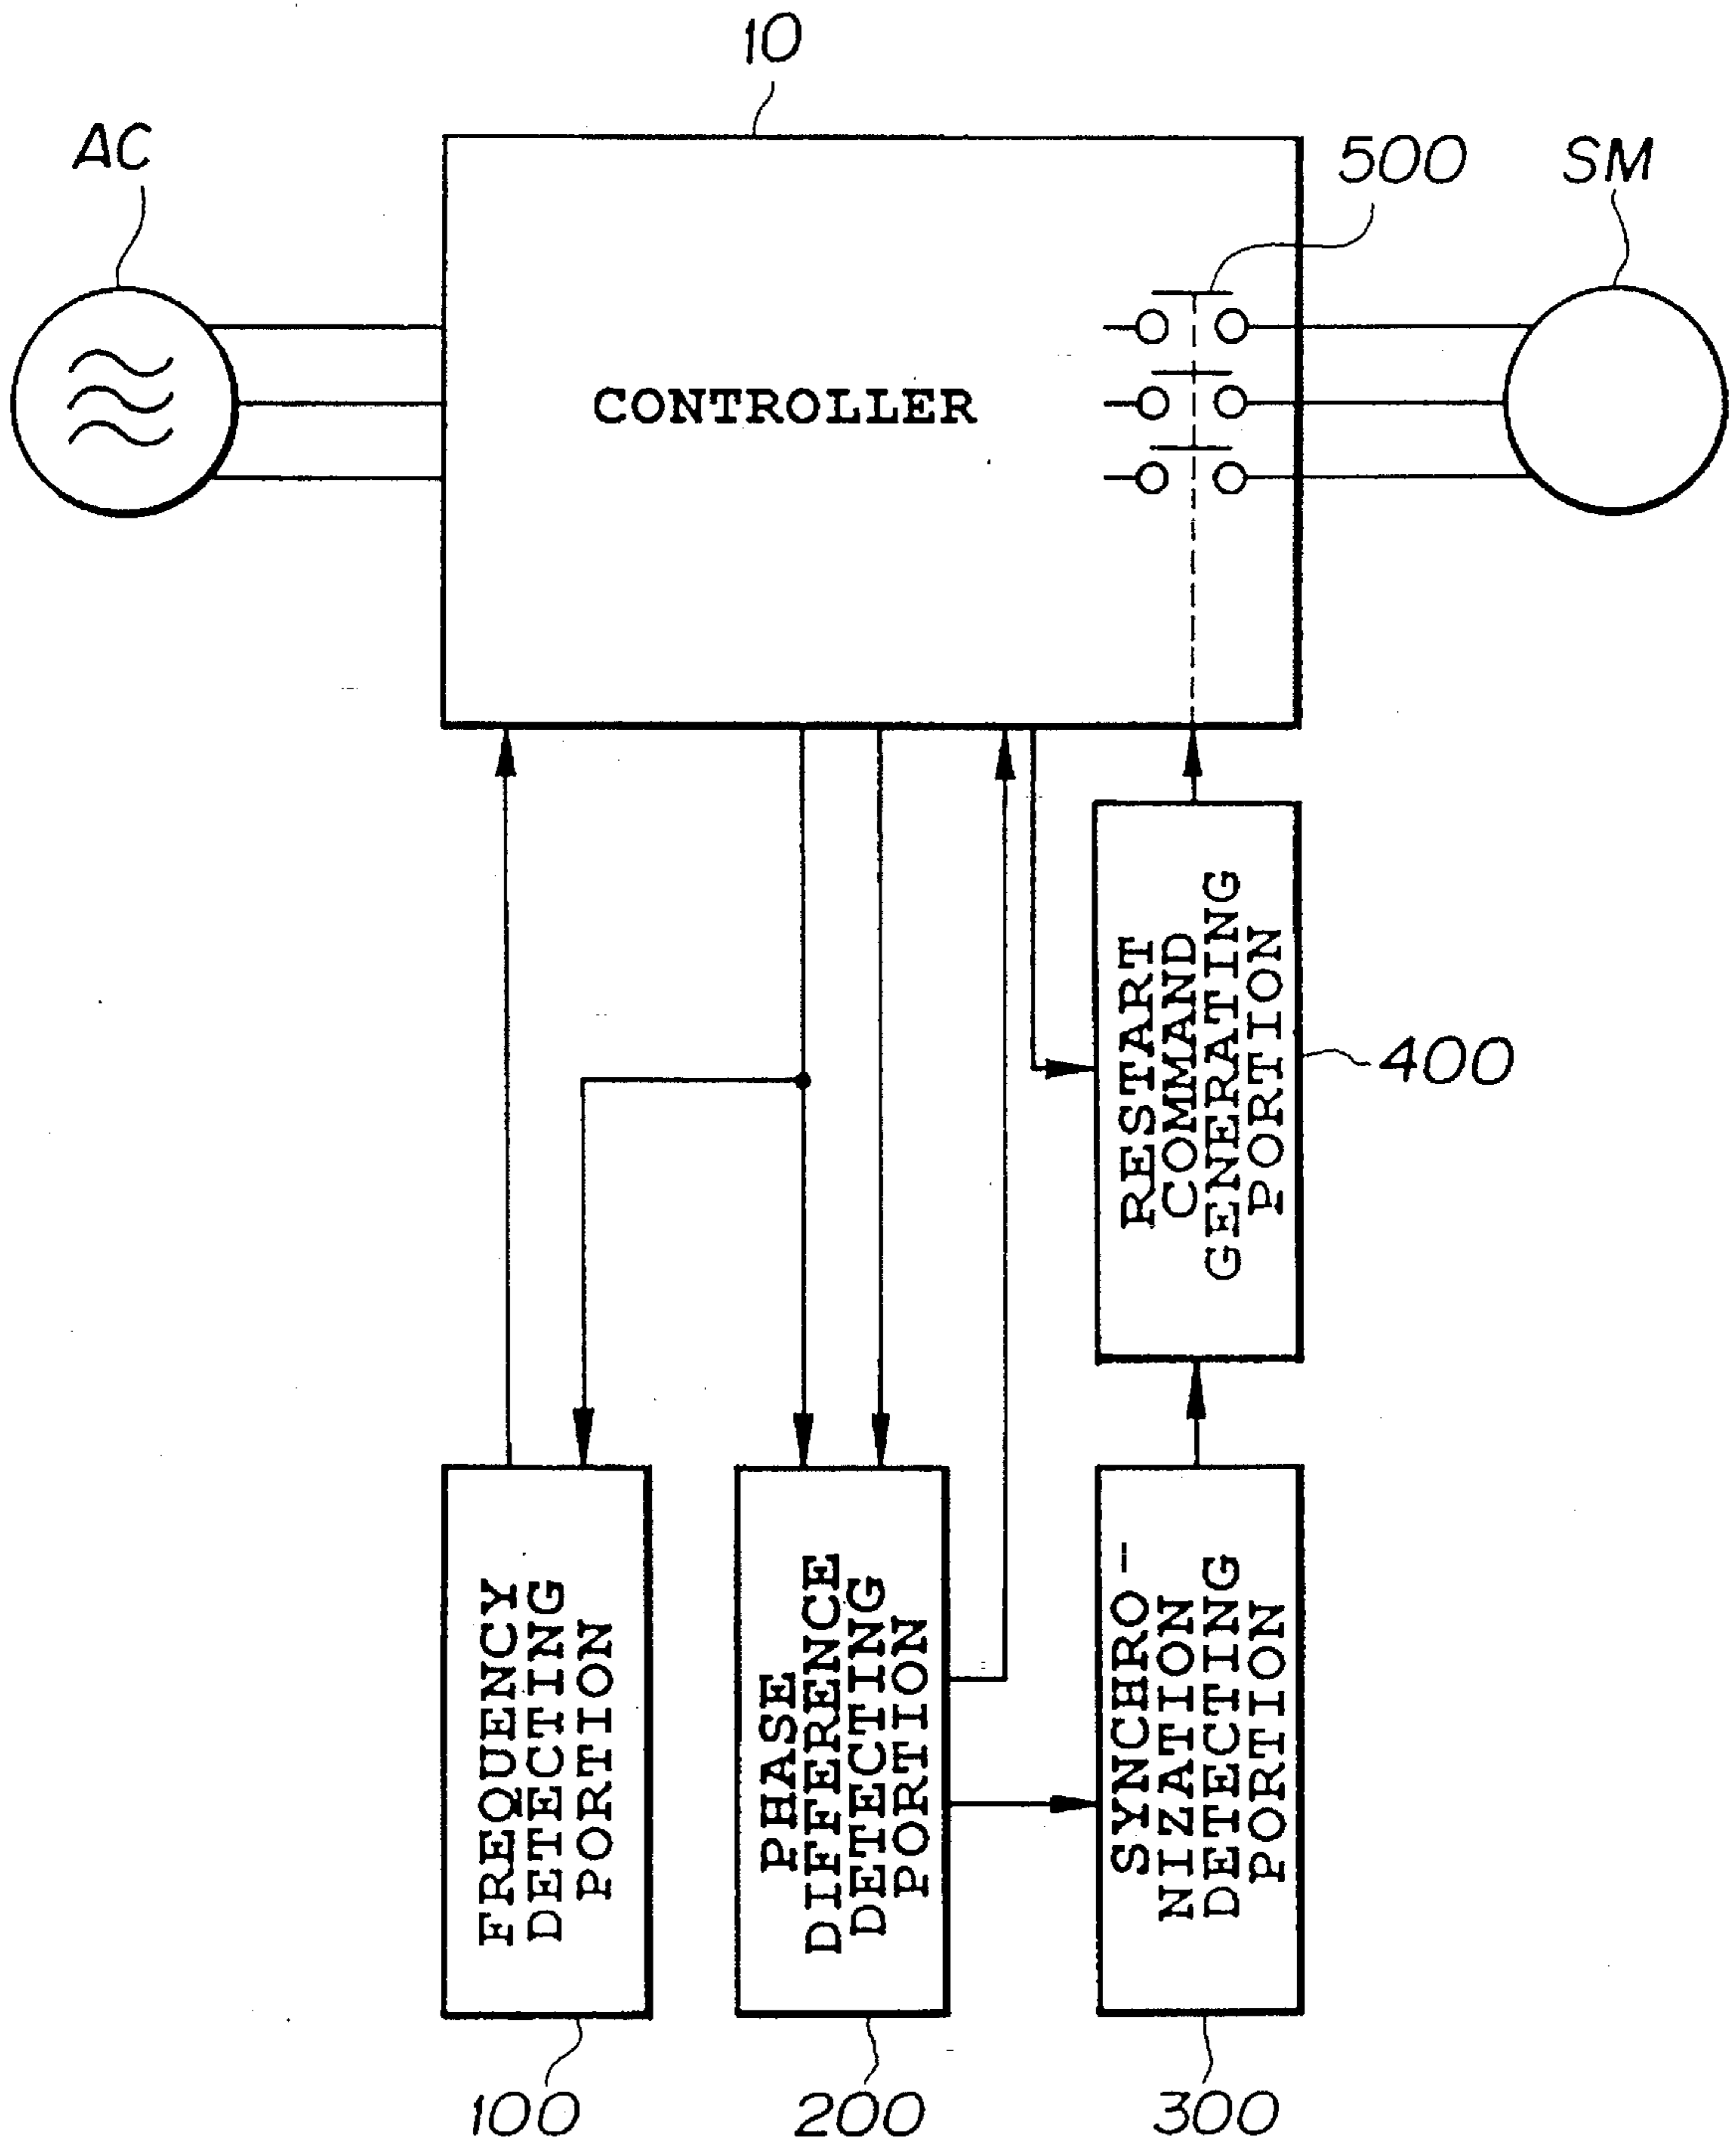 10
AC
500
SM
CONTROLLER
RESTART
COMMAND
GENERATING
PORTION
400
FREQUENCY
DETECTING
PORTION
PHASE
DIFFERENCE
DETECTING
PORTION
SYNCHRO-
NIZATION
DETECTING
PORTION
100
200
300